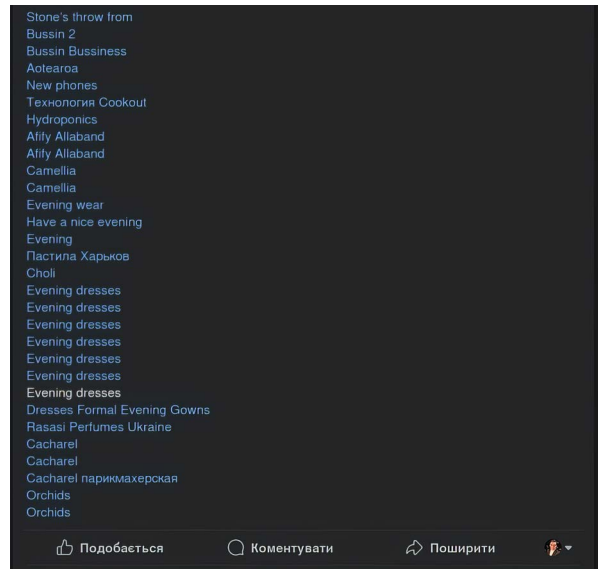 Stone's throw from
Bussin 2
Bussin Bussiness
Aotearoa
New phones
Технология Cookout
Hydroponics
Afify Allaband
Afify Allaband
Camellia
Camellia
Evening wear
Have a nice evening
Evening
Пастила Харьков
Choli
Evening dresses
Evening dresses
Evening dresses
Evening dresses
Evening dresses
Evening dresses
Evening dresses
Dresses Formal Evening Gowns
Rasasi Perfumes Ukraine
Cacharel
Cacharel
Cacharel парикмахерская
Orchids
Orchids
Подобається Коментувати Поширити